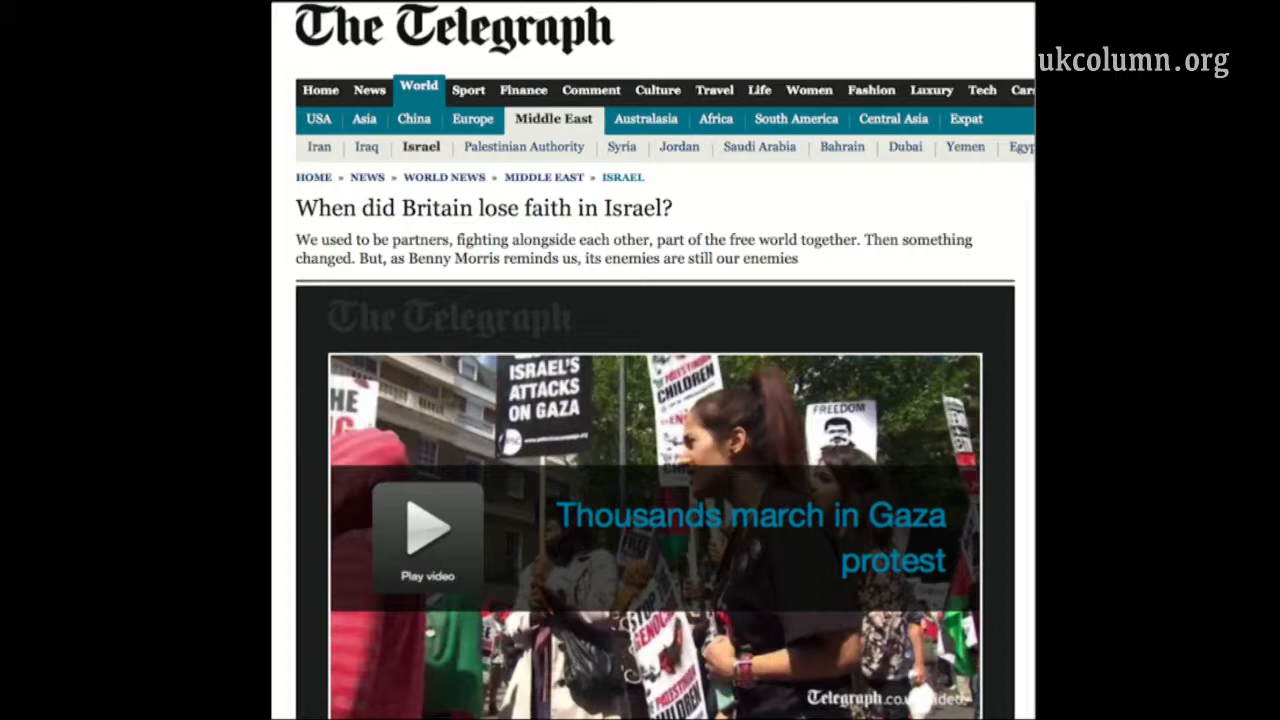 The Telegraph
ukcolumn.org
Home News World Sport Finance Comment Culture Travel Life Women Fashion Luxury Tech Cars
USA Asia China Europe Middle East Australasia Africa South America Central Asia Expat
Iran Iraq Israel Palestinian Authority Syria Jordan Saudi Arabia Bahrain Dubai Yemen
HOME » NEWS » WORLD NEWS » MIDDLE EAST » ISRAEL
When did Britain lose faith in Israel?
We used to be partners, fighting alongside each other, part of the free world together. Then something
changed. But, as Benny Morris reminds us, its enemies are still our enemies
The Telegraph
ISRAEL'S
ATTACKS
ON GAZA
CHILDREN
FREEDOM
Thousands march in Gaza
protest
Play video
STOP
GENOCIDE
PALESTINIAN
CHILDREN